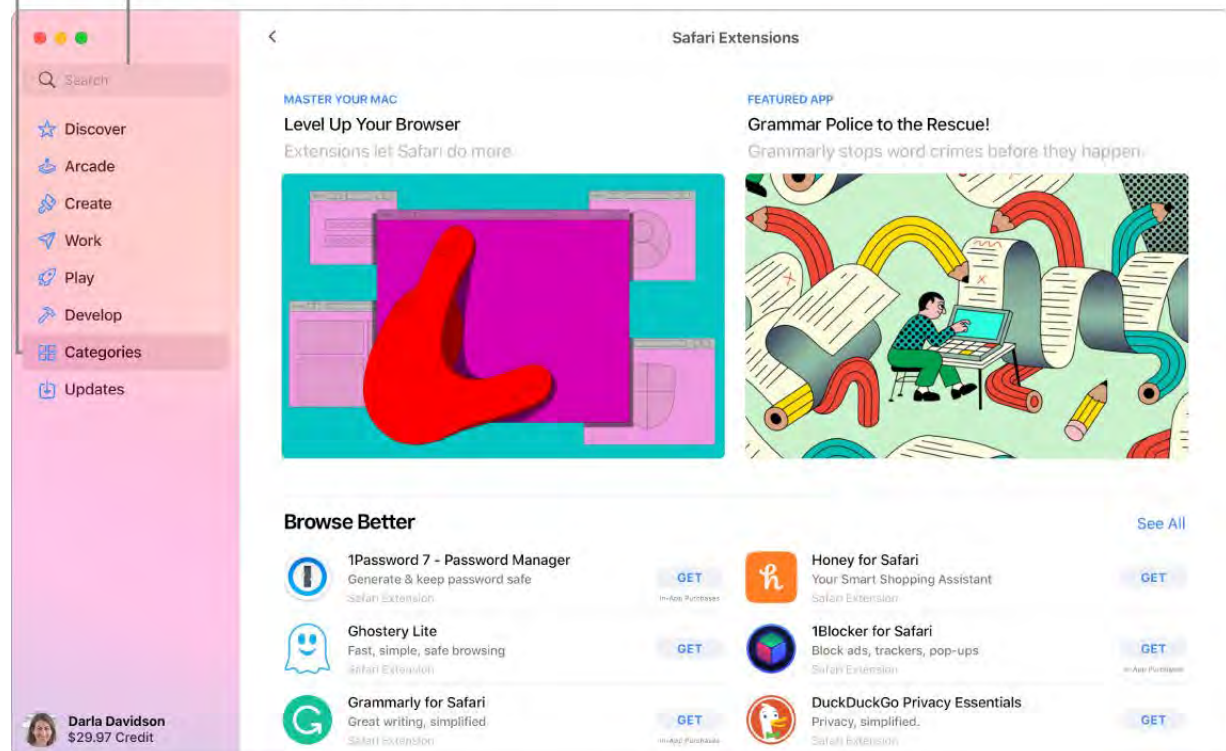 Safari Extensions
Search
Discover
Arcade
Create
Work
Play
Develop
Categories
Updates
Darla Davidson
$29.97 Credit
MASTER YOUR MAC
Level Up Your Browser
Extensions let Safari do more.
FEATURED APP
Grammar Police to the Rescue!
Grammarly stops word crimes before they happen.
Browse Better
See All
1Password 7 - Password Manager
Generate & keep password safe
Safari Extension
GET
In-App Purchases
Honey for Safari
Your Smart Shopping Assistant
Safari Extension
GET
Ghostery Lite
Fast, simple, safe browsing
Safari Extension
GET
1Blocker for Safari
Block ads, trackers, pop-ups
Safari Extension
GET
In-App Purchases
Grammarly for Safari
Great writing, simplified
Safari Extension
GET
In-App Purchases
DuckDuckGo Privacy Essentials
Privacy, simplified.
Safari Extension
GET